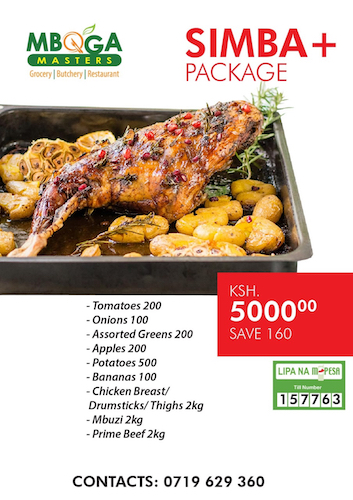 MBOGA
MASTERS
Grocery | Butchery | Restaurant
SIMBA+
PACKAGE
KSH.
5000⁰⁰
SAVE 160
- Tomatoes 200
- Onions 100
- Assorted Greens 200
- Apples 200
- Potatoes 500
- Bananas 100
- Chicken Breast/
Drumsticks/ Thighs 2kg
- Mbuzi 2kg
- Prime Beef 2kg
LIPA NA M-PESA
Till Number
157763
CONTACTS: 0719 629 360